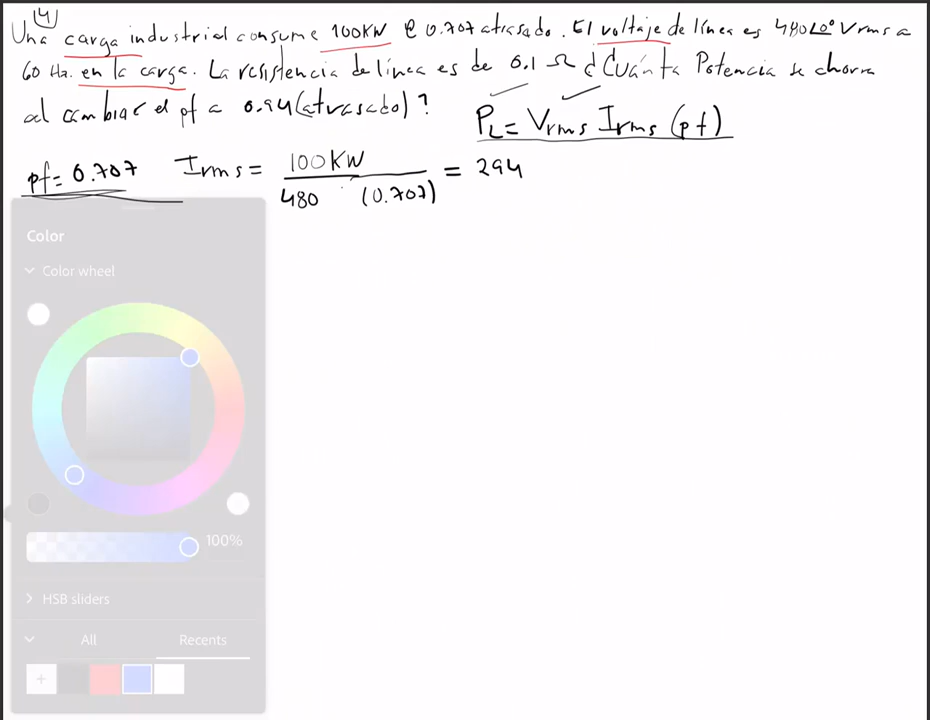 (4)
Una carga industrial consume 100KW @ 0.707 atrasado. El voltaje de línea es 480∠0° Vrms a
60 Hz. en la carga. La resistencia de línea es de 0.1 Ω ¿Cuánta Potencia se ahorra
al cambiar el pf a 0.94 (atrasado)?
PL = Vrms Irms (pf)
pf = 0.707 Irms = 100KW / 480 (0.707) = 294
Color
Color wheel
100%
HSB sliders
All Recents
+